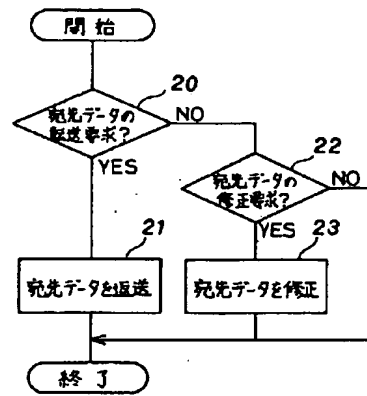 開始
20
宛先データの
転送要求?
NO
YES
22
宛先データの
修正要求?
NO
YES
21
宛先データを返送
23
宛先データを修正
終了